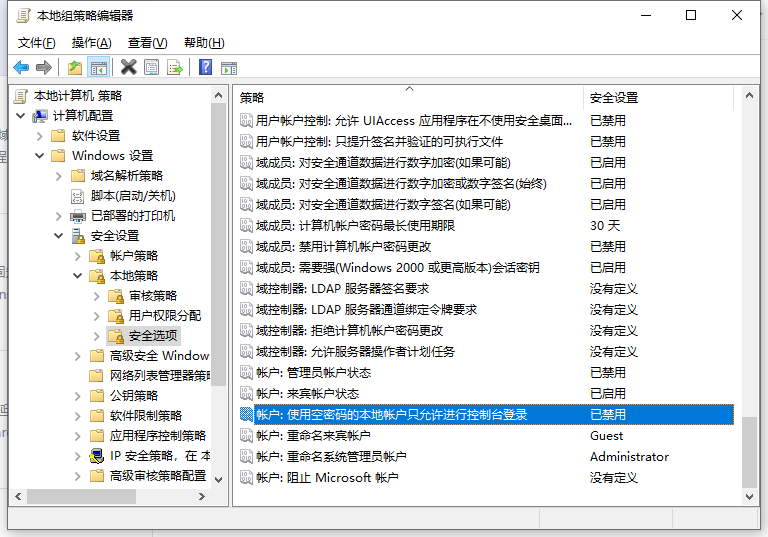 本地组策略编辑器
文件(F) 操作(A) 查看(V) 帮助(H)
本地计算机 策略
计算机配置
软件设置
Windows 设置
域名解析策略
脚本(启动/关机)
已部署的打印机
安全设置
帐户策略
本地策略
审核策略
用户权限分配
安全选项
高级安全 Window
网络列表管理器策略
公钥策略
软件限制策略
应用程序控制策略
IP 安全策略，在 本
高级审核策略配置
策略 安全设置
用户帐户控制: 允许 UIAccess 应用程序在不使用安全桌面... 已禁用
用户帐户控制: 只提升签名并验证的可执行文件 已禁用
域成员: 对安全通道数据进行数字加密(如果可能) 已启用
域成员: 对安全通道数据进行数字加密或数字签名(始终) 已启用
域成员: 对安全通道数据进行数字签名(如果可能) 已启用
域成员: 计算机帐户密码最长使用期限 30 天
域成员: 禁用计算机帐户密码更改 已禁用
域成员: 需要强(Windows 2000 或更高版本)会话密钥 已启用
域控制器: LDAP 服务器签名要求 没有定义
域控制器: LDAP 服务器通道绑定令牌要求 没有定义
域控制器: 拒绝计算机帐户密码更改 没有定义
域控制器: 允许服务器操作者计划任务 没有定义
帐户: 管理员帐户状态 已禁用
帐户: 来宾帐户状态 已启用
帐户: 使用空密码的本地帐户只允许进行控制台登录 已禁用
帐户: 重命名来宾帐户 Guest
帐户: 重命名系统管理员帐户 Administrator
帐户: 阻止 Microsoft 帐户 没有定义